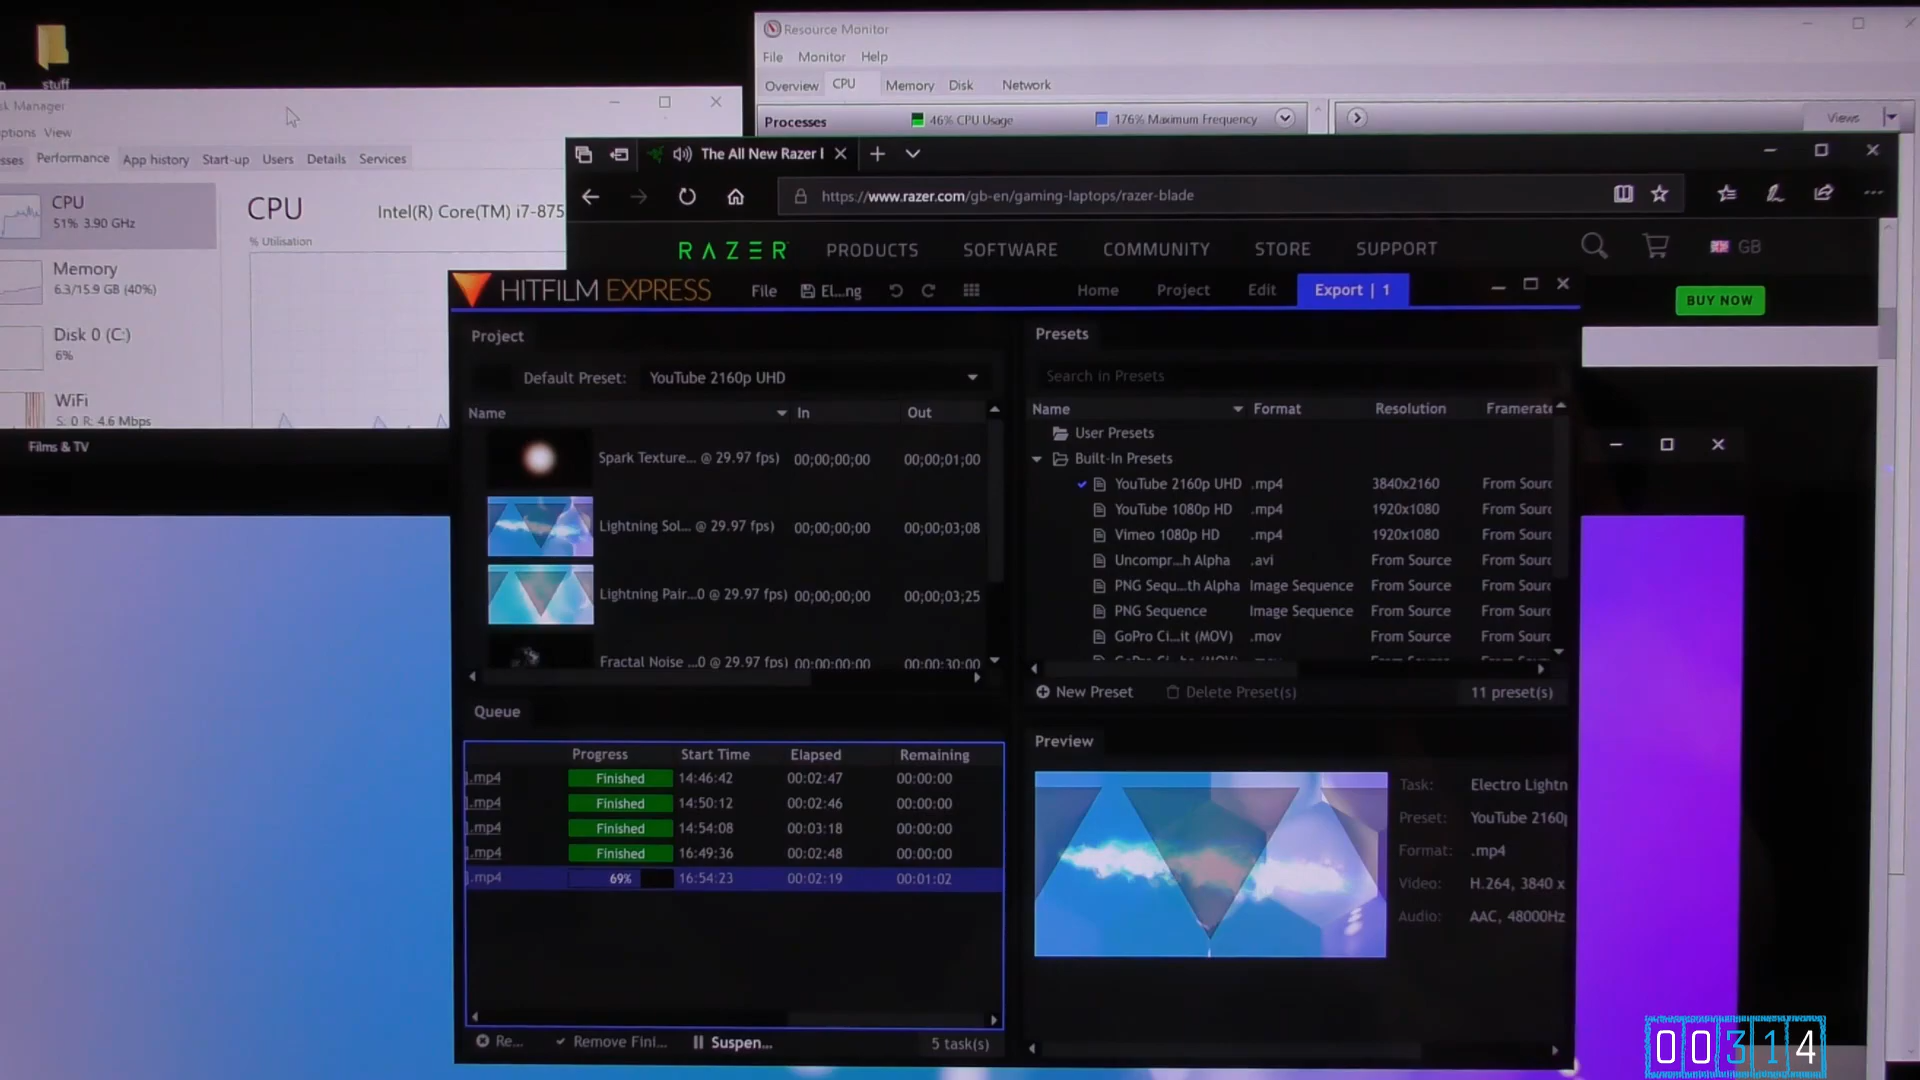 stuff
Resource Monitor
File Monitor Help
Overview CPU Memory Disk Network
Processes 46% CPU Usage 176% Maximum Frequency Views
sk Manager
ptions View
sses Performance App history Start-up Users Details Services
CPU
51% 3.90 GHz
Memory
6.3/15.9 GB (40%)
Disk 0 (C:)
6%
WiFi
S: 0 R: 4.6 Mbps
CPU Intel(R) Core(TM) i7-875
% Utilisation
Films & TV
The All New Razer
https://www.razer.com/gb-en/gaming-laptops/razer-blade
RAZER PRODUCTS SOFTWARE COMMUNITY STORE SUPPORT GB
BUY NOW
HITFILM EXPRESS File El...ng Home Project Edit Export | 1
Project
Default Preset: YouTube 2160p UHD
Name In Out
Spark Texture... @ 29.97 fps) 00;00;00;00 00;00;01;00
Lightning Sol... @ 29.97 fps) 00;00;00;00 00;00;03;08
Lightning Pair...0 @ 29.97 fps) 00;00;00;00 00;00;03;25
Fractal Noise ...0 @ 29.97 fps) 00:00:00:00 00:00:30:00
Presets
Search in Presets
Name Format Resolution Framerate
User Presets
Built-In Presets
YouTube 2160p UHD .mp4 3840x2160 From Sourc
YouTube 1080p HD .mp4 1920x1080 From Sourc
Vimeo 1080p HD .mp4 1920x1080 From Sourc
Uncompr...h Alpha .avi From Source From Sourc
PNG Sequ...th Alpha Image Sequence From Source From Sourc
PNG Sequence Image Sequence From Source From Sourc
GoPro Ci...it (MOV) .mov From Source From Sourc
New Preset Delete Preset(s) 11 preset(s)
Queue
Progress Start Time Elapsed Remaining
].mp4 Finished 14:46:42 00:02:47 00:00:00
].mp4 Finished 14:50:12 00:02:46 00:00:00
].mp4 Finished 14:54:08 00:03:18 00:00:00
].mp4 Finished 16:49:36 00:02:48 00:00:00
].mp4 69% 16:54:23 00:02:19 00:01:02
Re... Remove Fini... Suspen... 5 task(s)
Preview
Task: Electro Lightn
Preset: YouTube 2160p
Format: .mp4
Video: H.264, 3840 x
Audio: AAC, 48000Hz
00314